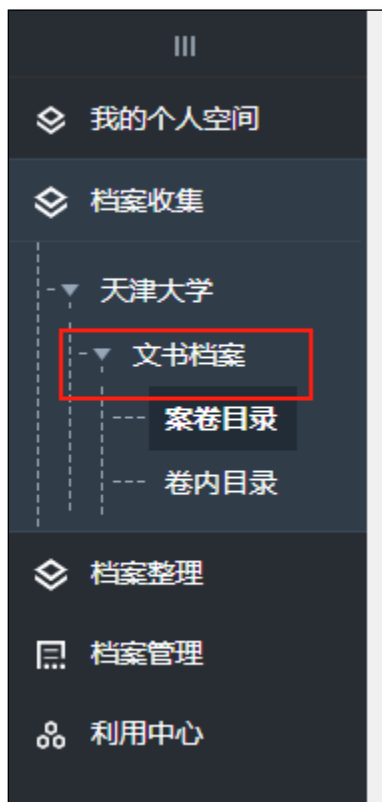 我的个人空间
档案收集
天津大学
文书档案
案卷目录
卷内目录
档案整理
档案管理
利用中心